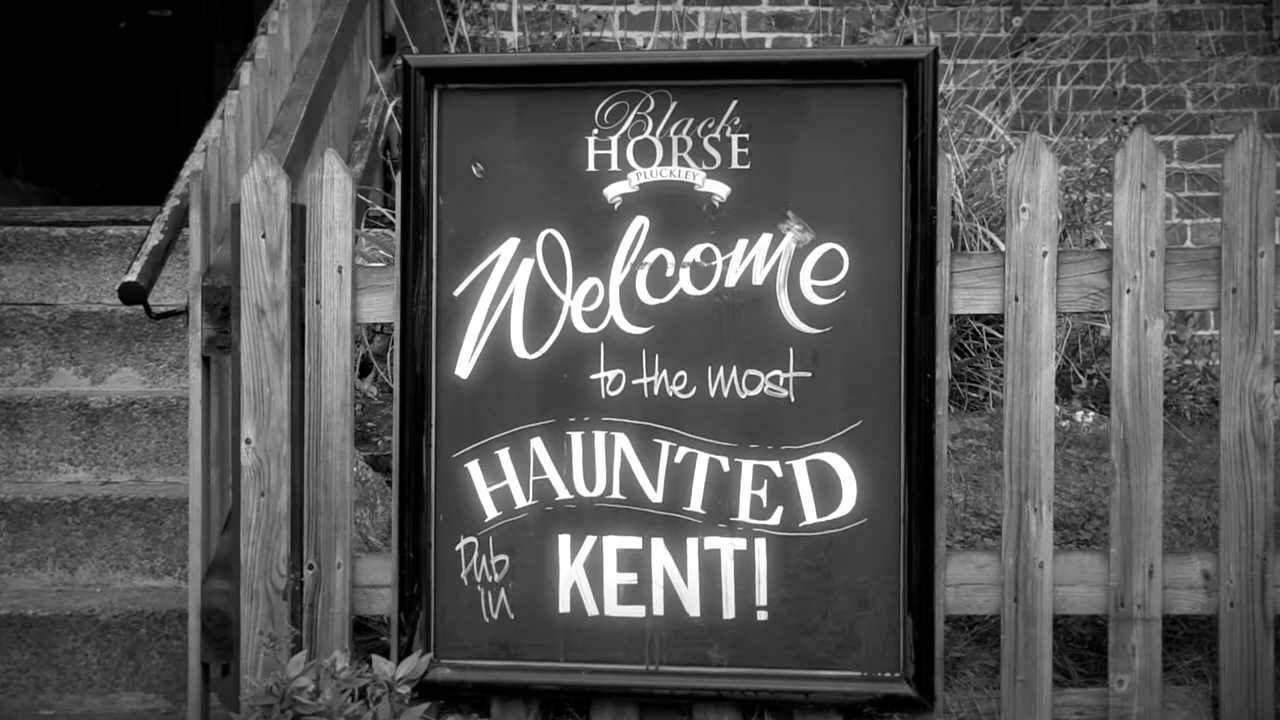 Black
HORSE
PLUCKLEY
Welcome
to the most
HAUNTED
Pub
in
KENT!